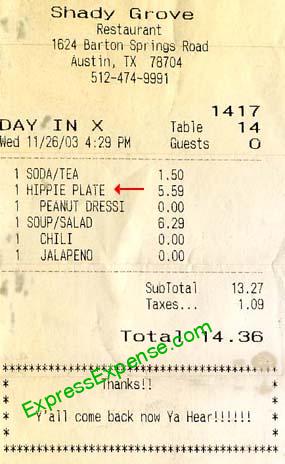 Shady Grove
Restaurant
1624 Barton Springs Road
Austin, TX 78704
512-474-9991
1417
DAY IN X Table 14
Wed 11/26/03 4:29 PM Guests 0
1 SODA/TEA 1.50
1 HIPPIE PLATE 5.59
1 PEANUT DRESSI 0.00
1 SOUP/SALAD 6.29
1 CHILI 0.00
1 JALAPENO 0.00
SubTotal 13.27
Taxes... 1.09
Total 14.36
ExpressExpense.com
****************************************
* Thanks!! *
* *
* Y'all come back now Ya Hear!!!!!! *
* *
****************************************